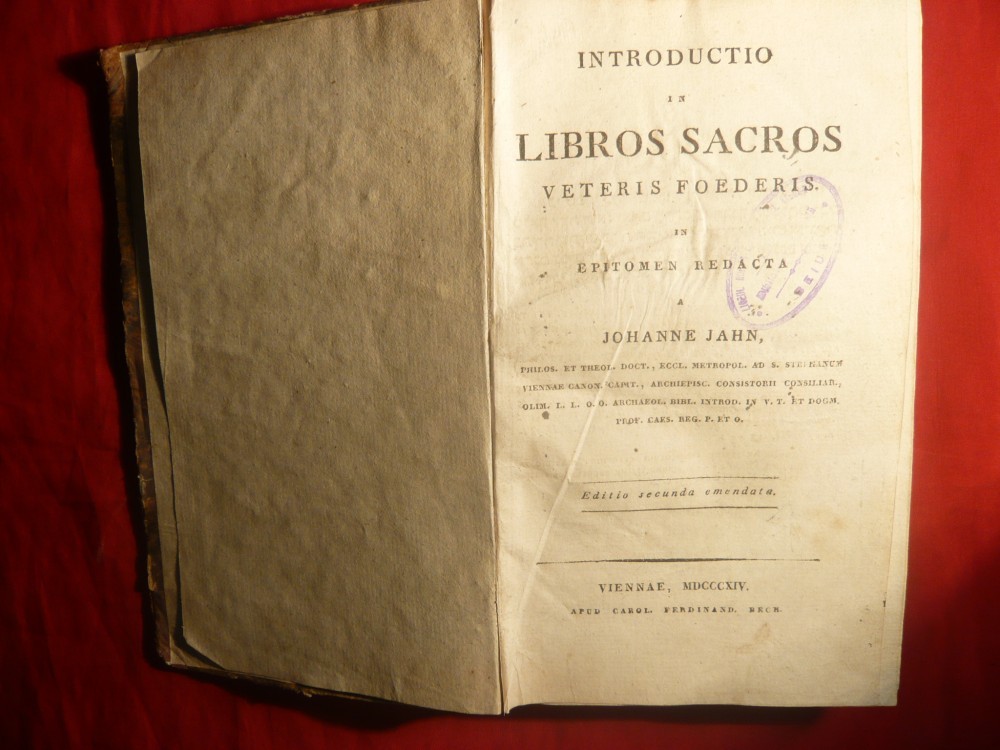 INTRODUCTIO
IN
LIBROS SACROS
VETERIS FOEDERIS.
IN
EPITOMEN REDACTA
A
JOHANNE JAHN,
PHILOS. ET THEOL. DOCT., ECCL. METROPOL. AD S. STEPHANUM
VIENNAE CANON. CAPIT., ARCHIEPISC. CONSISTORII CONSILIAR.,
OLIM. L. L. O. O. ARCHAEOL. BIBL. INTROD. IN V. T. ET DOGM.
PROF. CAES. REG. P. ET O.
Editio secunda emendata.
VIENNAE, MDCCCXIV.
APUD CAROL. FERDINAND. BECK.